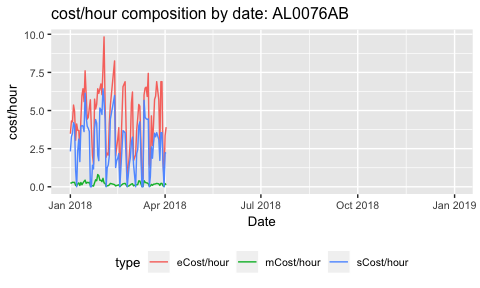 cost/hour composition by date: AL0076AB
10.0
7.5
5.0
2.5
0.0
cost/hour
Jan 2018 Apr 2018 Jul 2018 Oct 2018 Jan 2019
Date
type eCost/hour mCost/hour sCost/hour